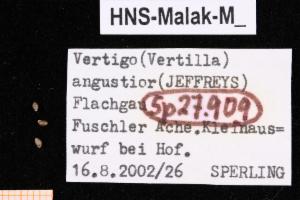 HNS-Malak-M_
Vertigo(Vertilla)
angustior(JEFFREYS)
Flachgau Sp27.909
Fuschler Ache.Kleinhaus=
wurf bei Hof.
16.8.2002/26 SPERLING